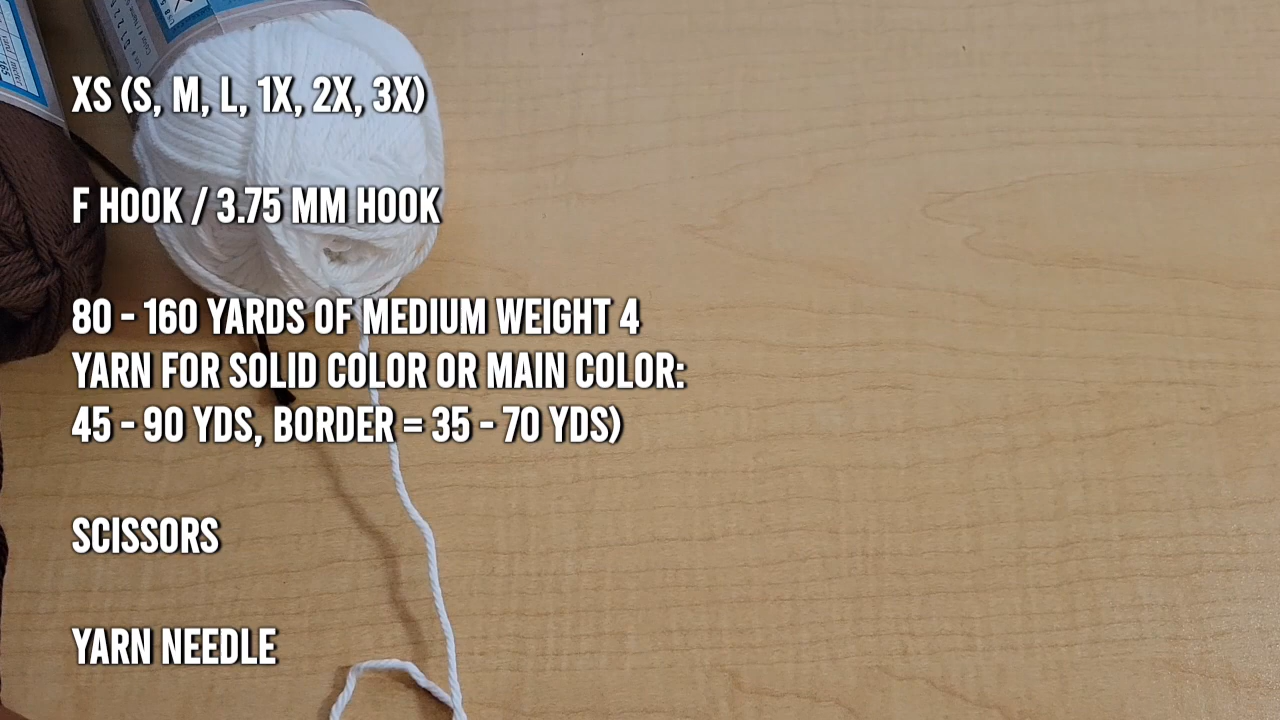 XS (S, M, L, 1X, 2X, 3X)
F HOOK / 3.75 MM HOOK
80 - 160 YARDS OF MEDIUM WEIGHT 4
YARN FOR SOLID COLOR OR MAIN COLOR:
45 - 90 YDS, BORDER = 35 - 70 YDS)
SCISSORS
YARN NEEDLE